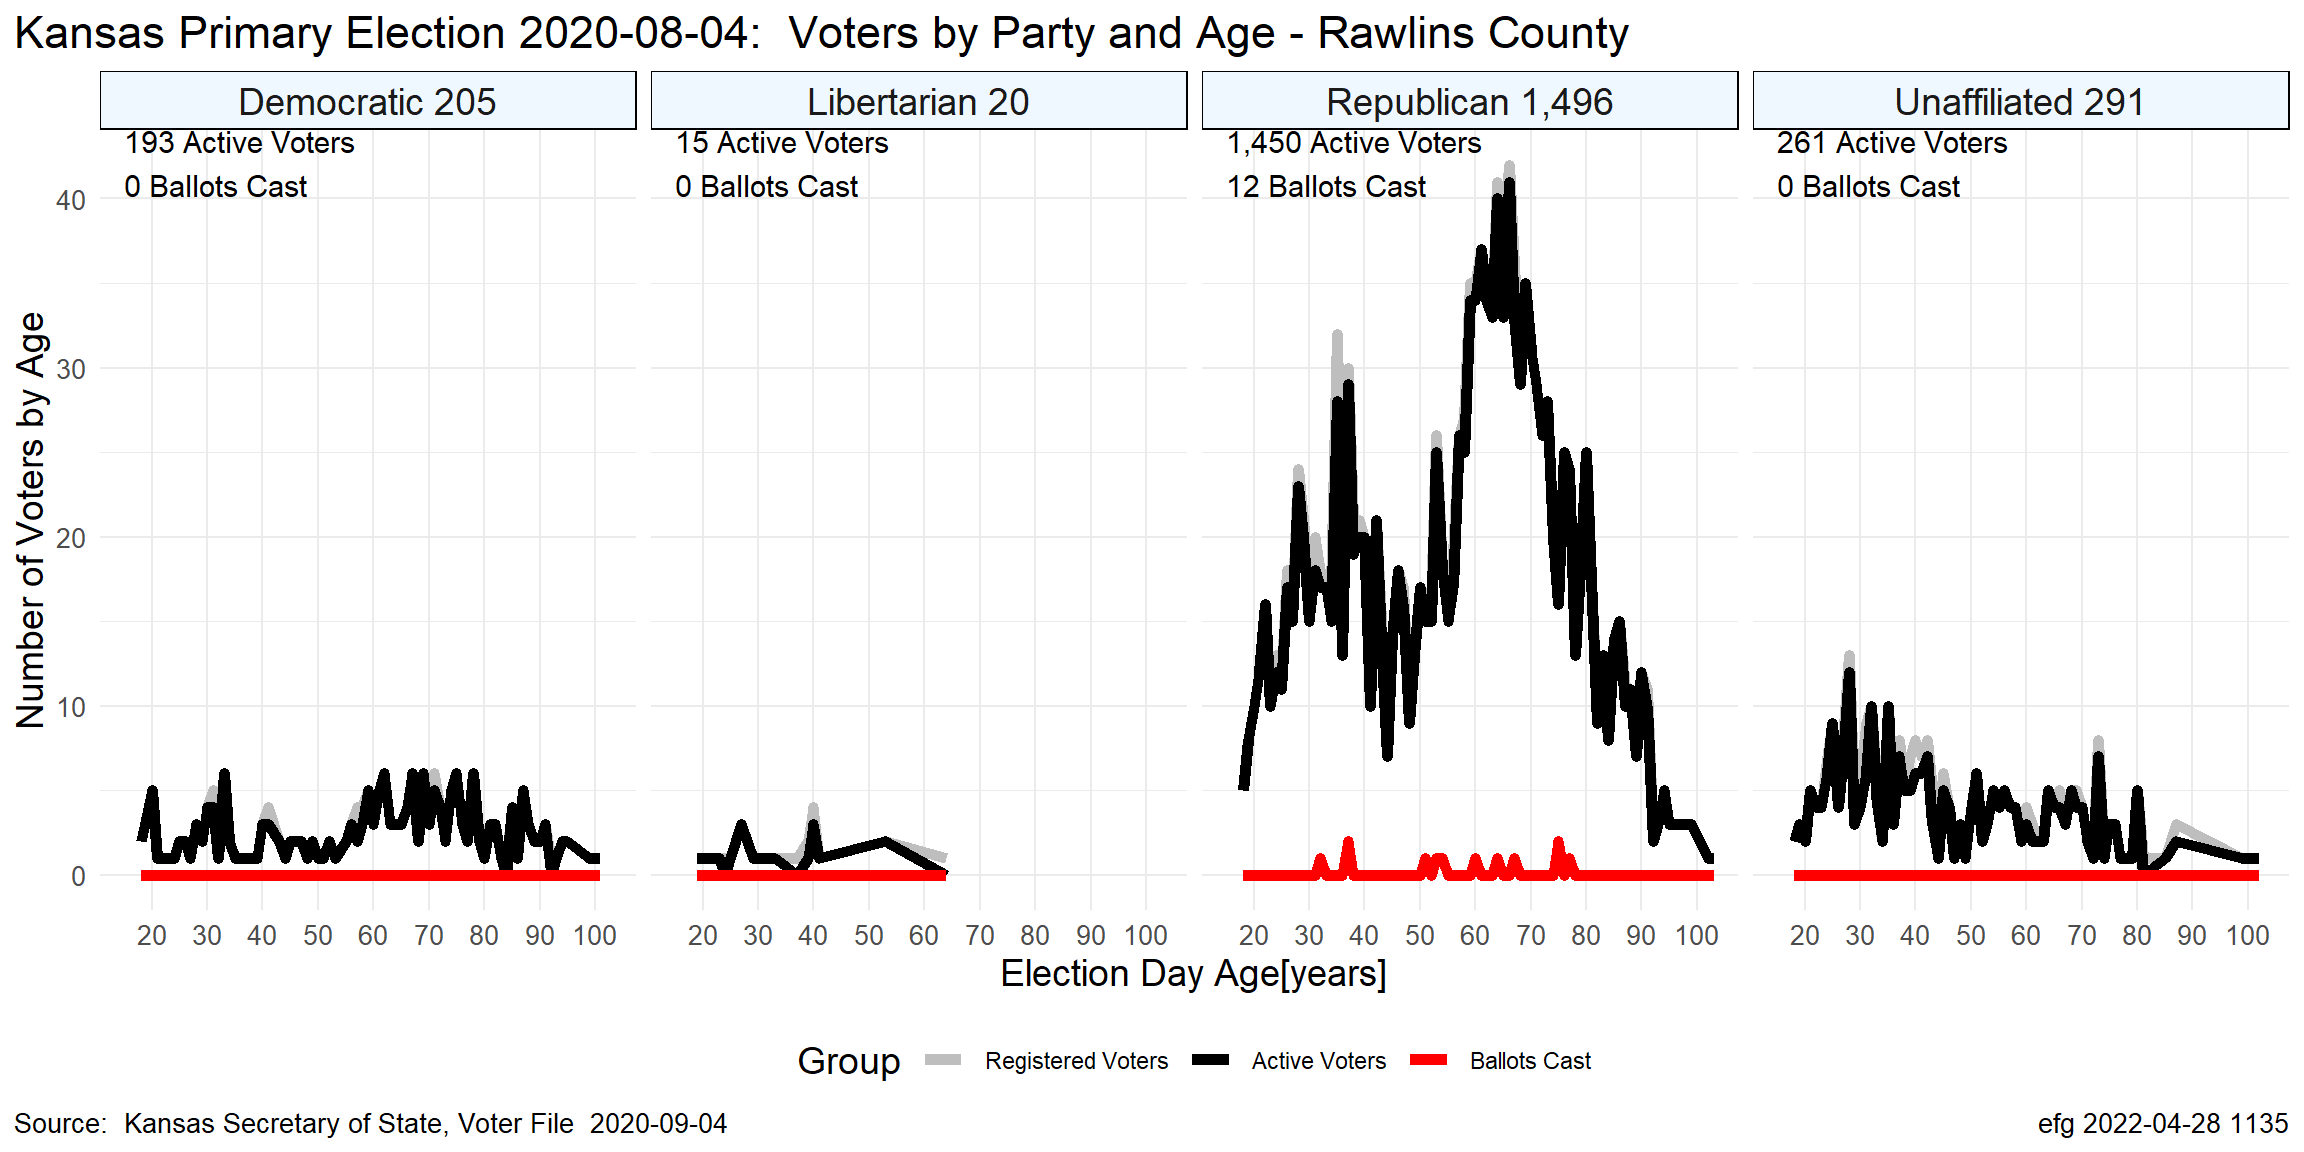 Kansas Primary Election 2020-08-04:  Voters by Party and Age - Rawlins County
Democratic 205
Libertarian 20
Republican 1,496
Unaffiliated 291
193 Active Voters
0 Ballots Cast
15 Active Voters
0 Ballots Cast
1,450 Active Voters
12 Ballots Cast
261 Active Voters
0 Ballots Cast
Number of Voters by Age
40
30
20
10
0
20 30 40 50 60 70 80 90 100
20 30 40 50 60 70 80 90 100
20 30 40 50 60 70 80 90 100
20 30 40 50 60 70 80 90 100
Election Day Age[years]
Group Registered Voters Active Voters Ballots Cast
Source:  Kansas Secretary of State, Voter File  2020-09-04
efg 2022-04-28 1135